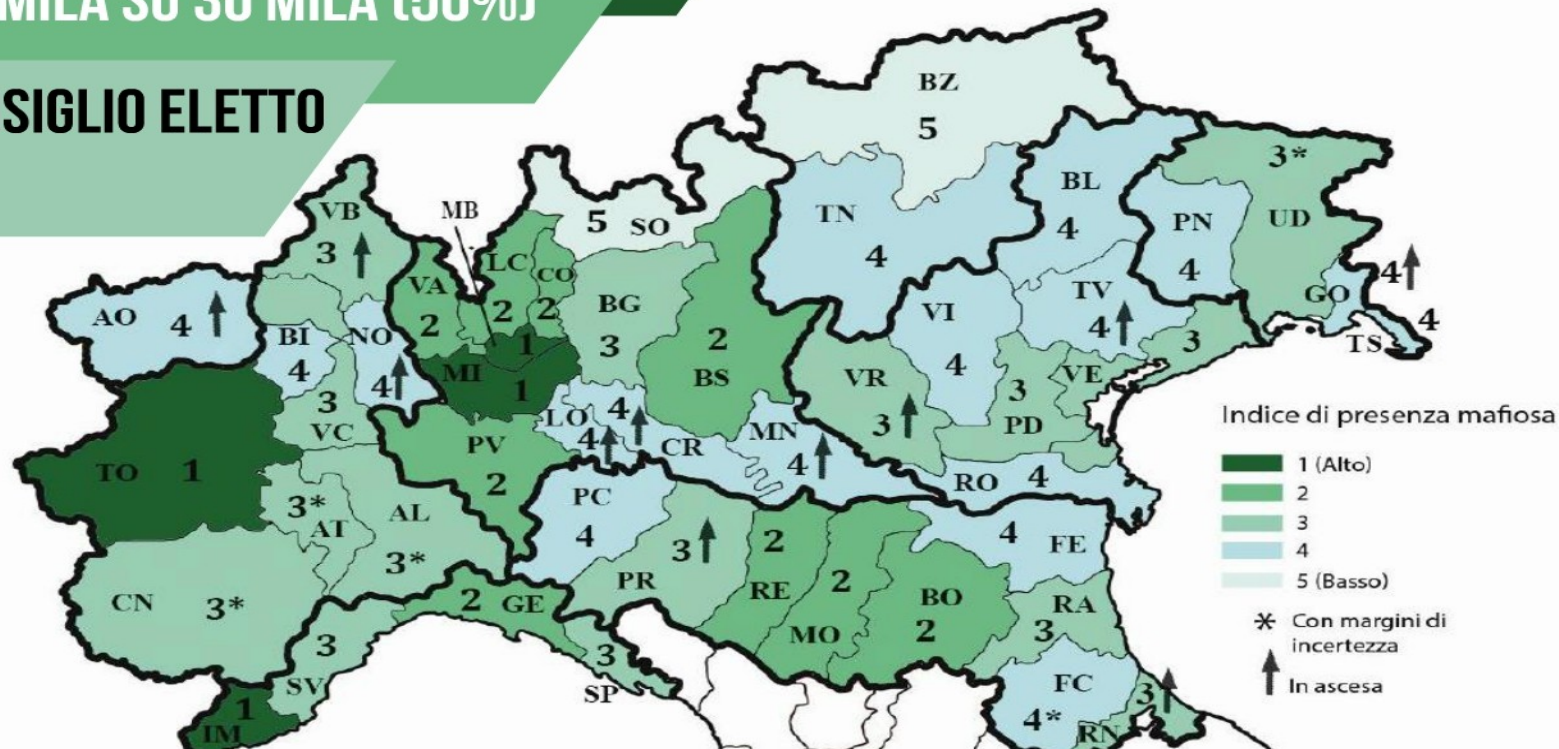 MILA SU 30 MILA (50%)
SIGLIO ELETTO
BZ
5
3*
BL
4
UD
PN
4
TN
4
VB
3
MB
5 SO
LC
2
CO
2
VA
2
BG
3
2
BS
AO 4
BI
4
NO
4
VI
4
TV
4
GO
4
4
TS
3
MI
1
1
VR
3
3
PD
VE
3
VC
TO 1
LO
4
4
CR
MN
4
RO 4
PV
2
3*
AT
AL
3*
PC
4
3
PR
2
RE
2
MO
BO
2
4 FE
RA
3
CN 3*
2 GE
3
SV
3
SP
1
IM
FC
4*
3
RN
Indice di presenza mafiosa
1 (Alto)
2
3
4
5 (Basso)
* Con margini di
incertezza
In ascesa